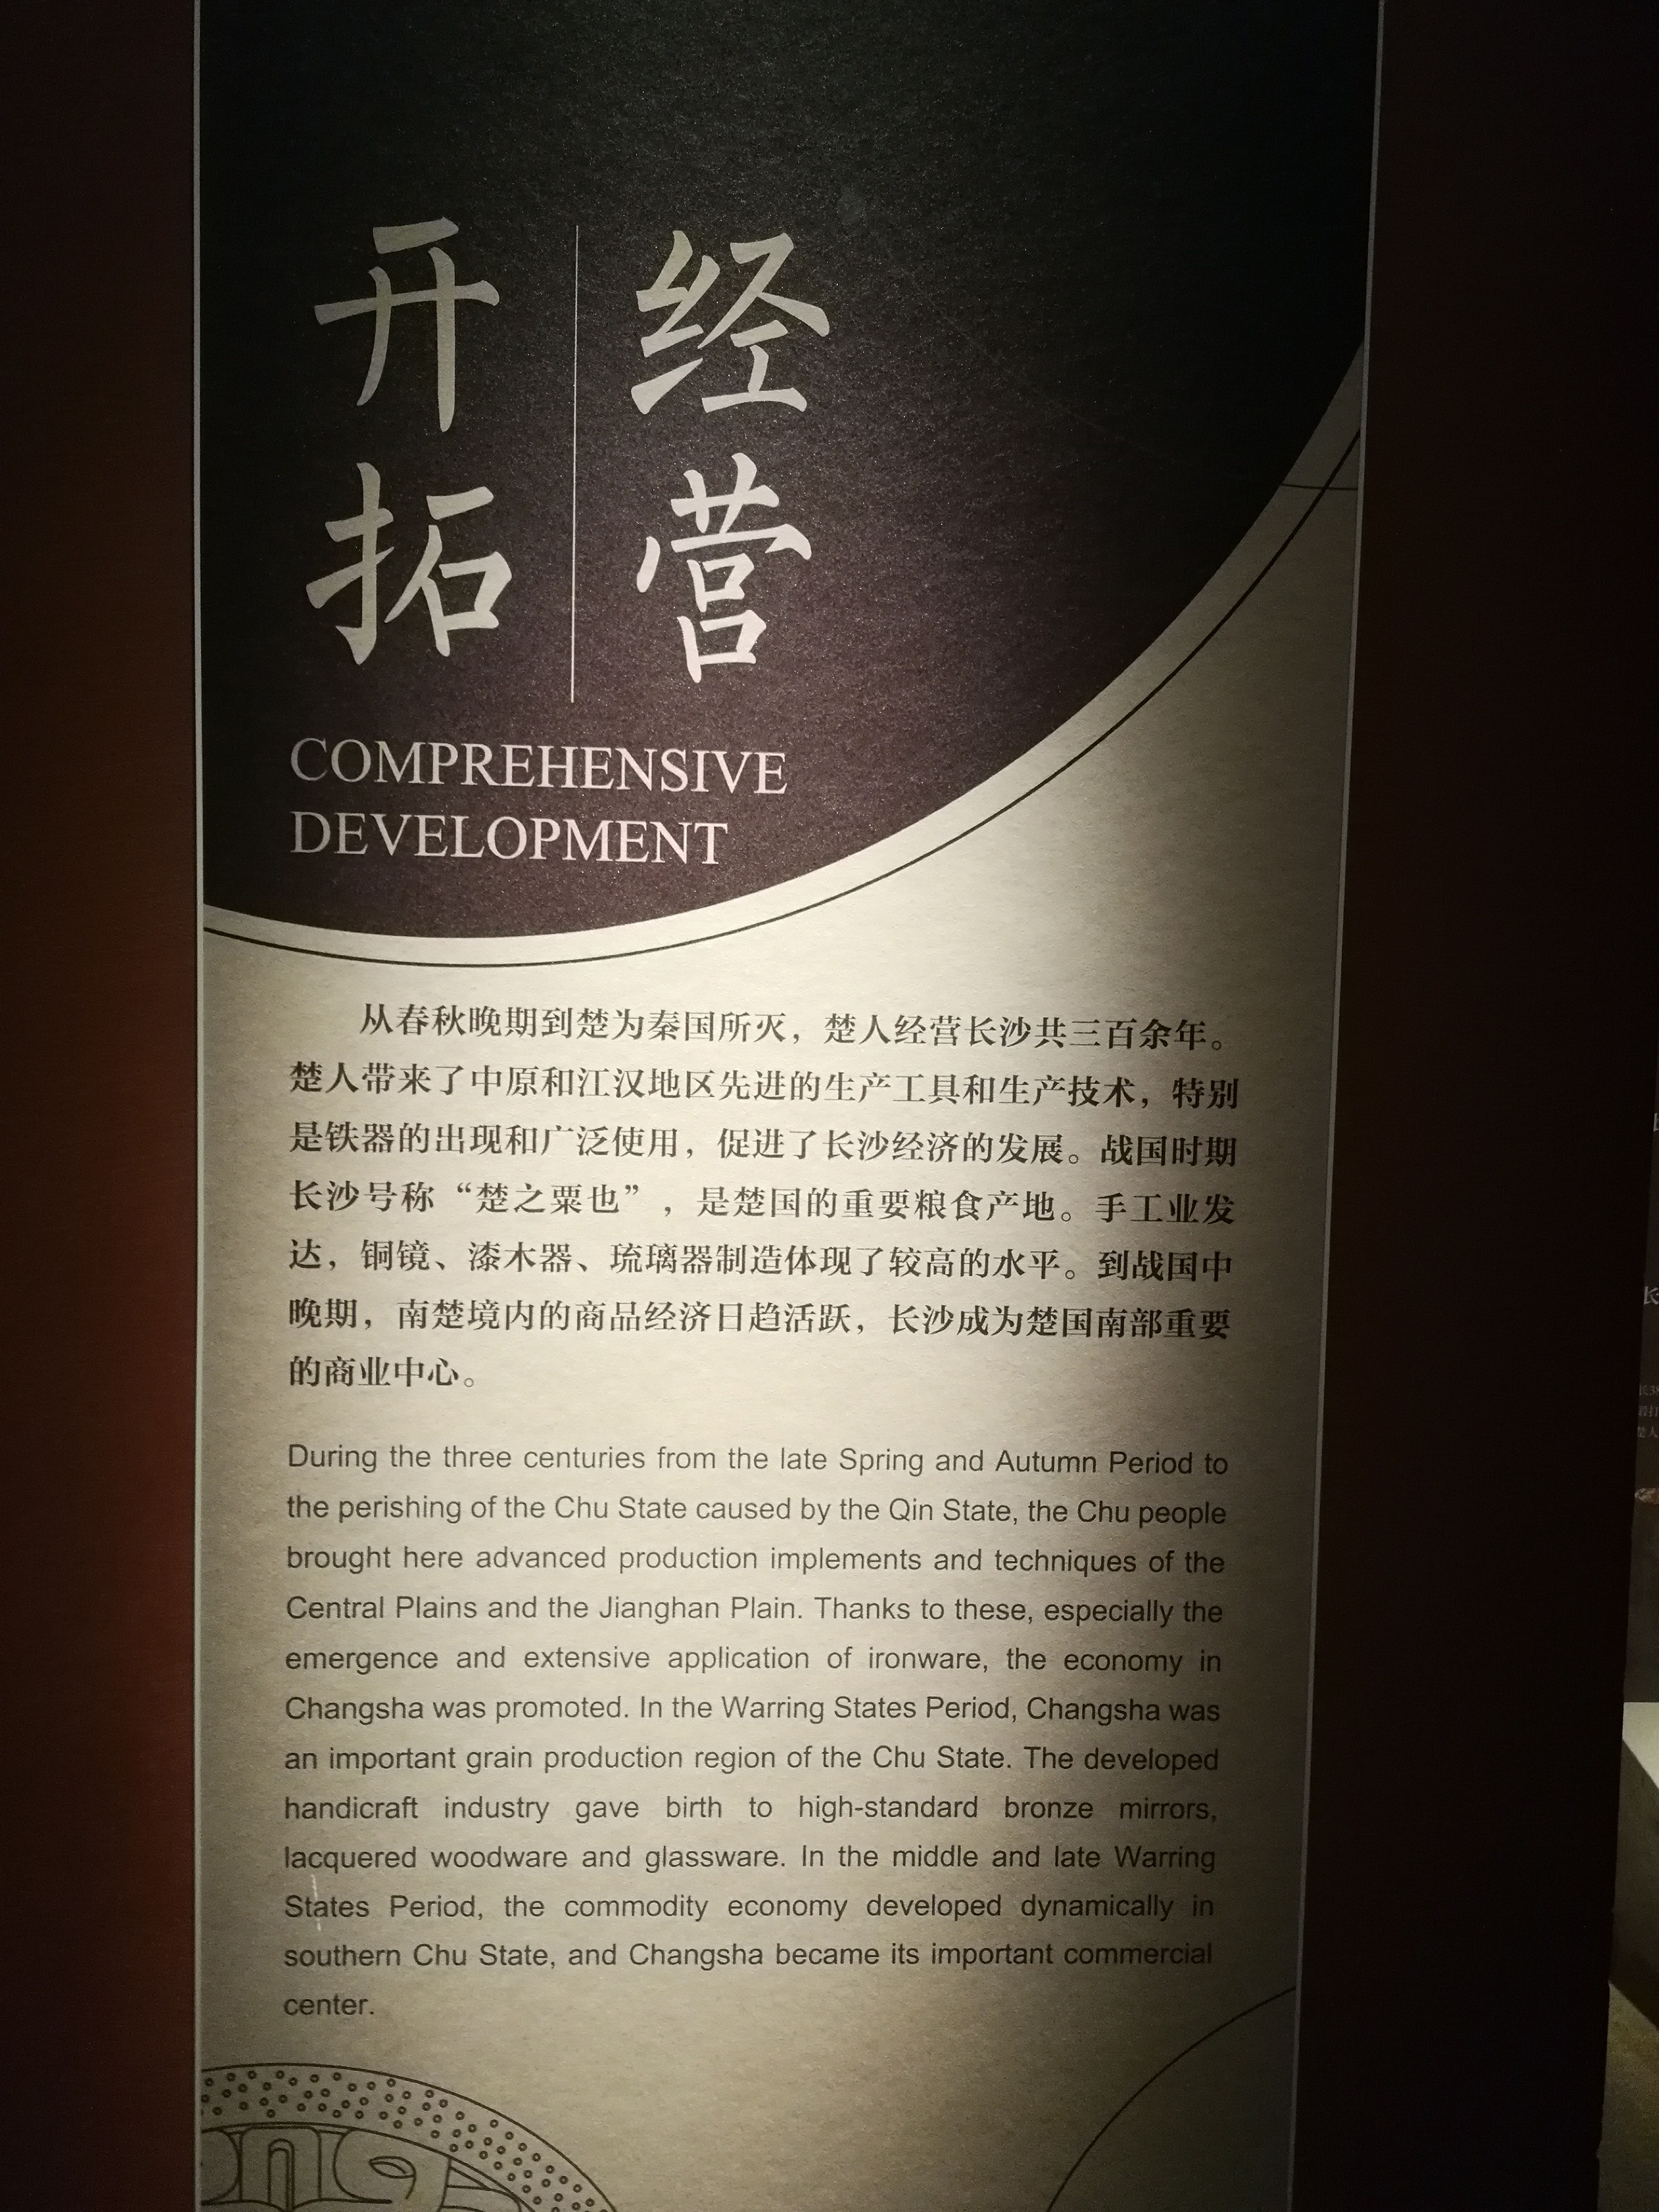 经营
开拓
COMPREHENSIVE
DEVELOPMENT
从春秋晚期到楚为秦国所灭，楚人经营长沙共三百余年。
楚人带来了中原和江汉地区先进的生产工具和生产技术，特别
是铁器的出现和广泛使用，促进了长沙经济的发展。战国时期
长沙号称“楚之粟也”，是楚国的重要粮食产地。手工业发
达，铜镜、漆木器、琉璃器制造体现了较高的水平。到战国中
晚期，南楚境内的商品经济日趋活跃，长沙成为楚国南部重要
的商业中心。
During the three centuries from the late Spring and Autumn Period to
the perishing of the Chu State caused by the Qin State, the Chu people
brought here advanced production implements and techniques of the
Central Plains and the Jianghan Plain. Thanks to these, especially the
emergence and extensive application of ironware, the economy in
Changsha was promoted. In the Warring States Period, Changsha was
an important grain production region of the Chu State. The developed
handicraft industry gave birth to high-standard bronze mirrors,
lacquered woodware and glassware. In the middle and late Warring
States Period, the commodity economy developed dynamically in
southern Chu State, and Changsha became its important commercial
center.